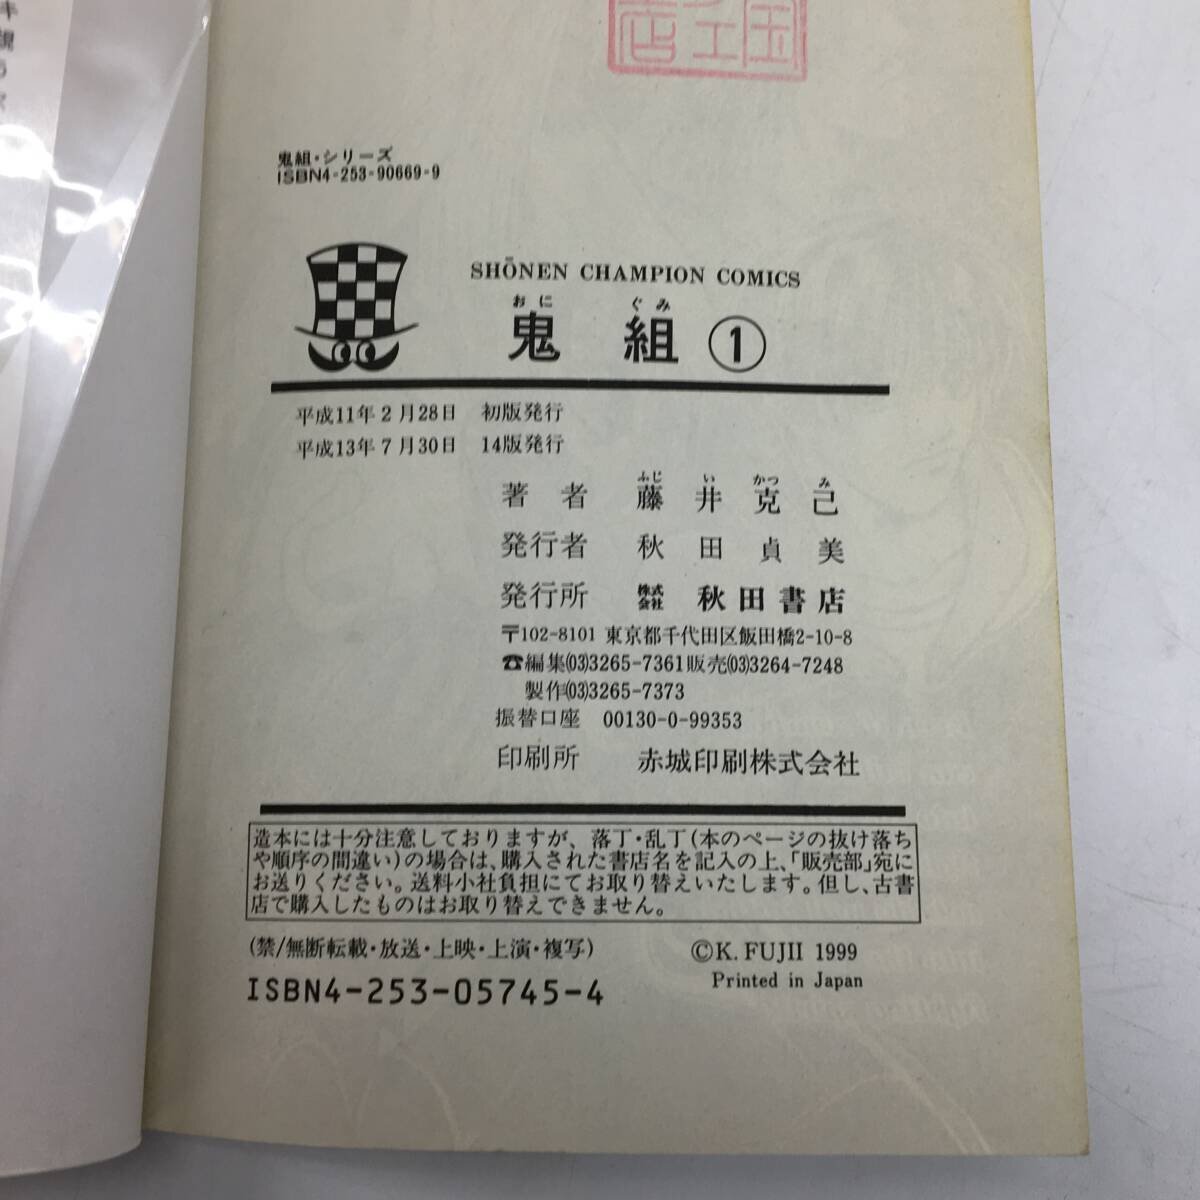 鬼組・シリーズ
ISBN4-253-90669-9
SHŌNEN CHAMPION COMICS
おに ぐみ
鬼組①
平成11年2月28日 初版発行
平成13年7月30日 14版発行
ふじ い かつ み
著者 藤井克己
発行者 秋田貞美
発行所 株式会社 秋田書店
〒102-8101 東京都千代田区飯田橋2-10-8
☎編集(03)3265-7361販売(03)3264-7248
製作(03)3265-7373
振替口座 00130-0-99353
印刷所 赤城印刷株式会社
造本には十分注意しておりますが、落丁・乱丁(本のページの抜け落ち
や順序の間違い)の場合は、購入された書店名を記入の上、「販売部」宛に
お送りください。送料小社負担にてお取り替えいたします。但し、古書
店で購入したものはお取り替えできません。
(禁/無断転載・放送・上映・上演・複写)
©K. FUJII 1999
Printed in Japan
ISBN4-253-05745-4